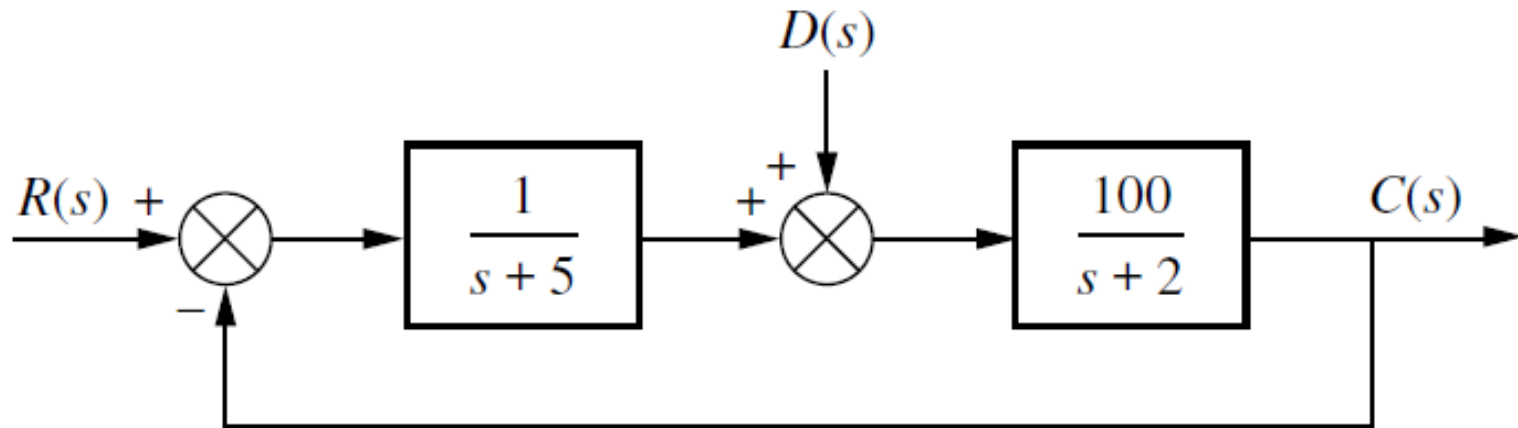 D(s)
+
R(s) + 1 + 100 C(s)
s + 5 s + 2
−